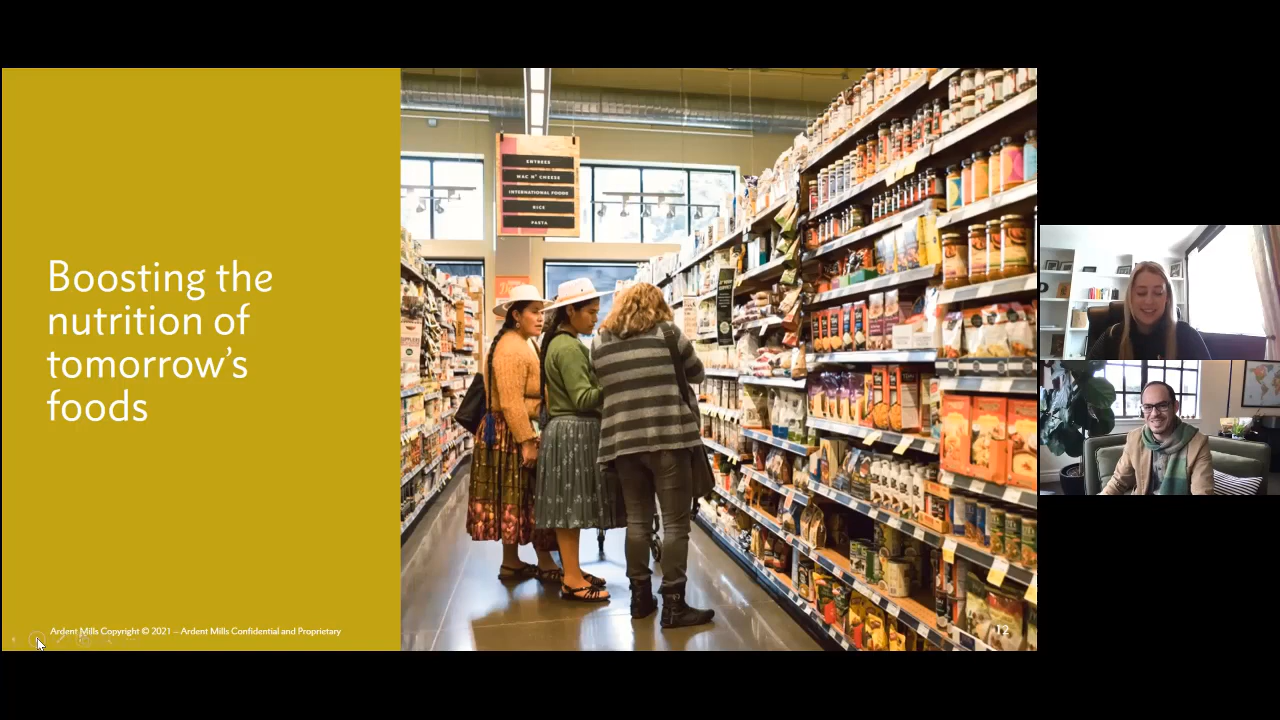 Boosting the
nutrition of
tomorrow's
foods
ENTREES
MAC N' CHEESE
INTERNATIONAL FOODS
RICE
PASTA
Ardent Mills Copyright © 2021 – Ardent Mills Confidential and Proprietary
12